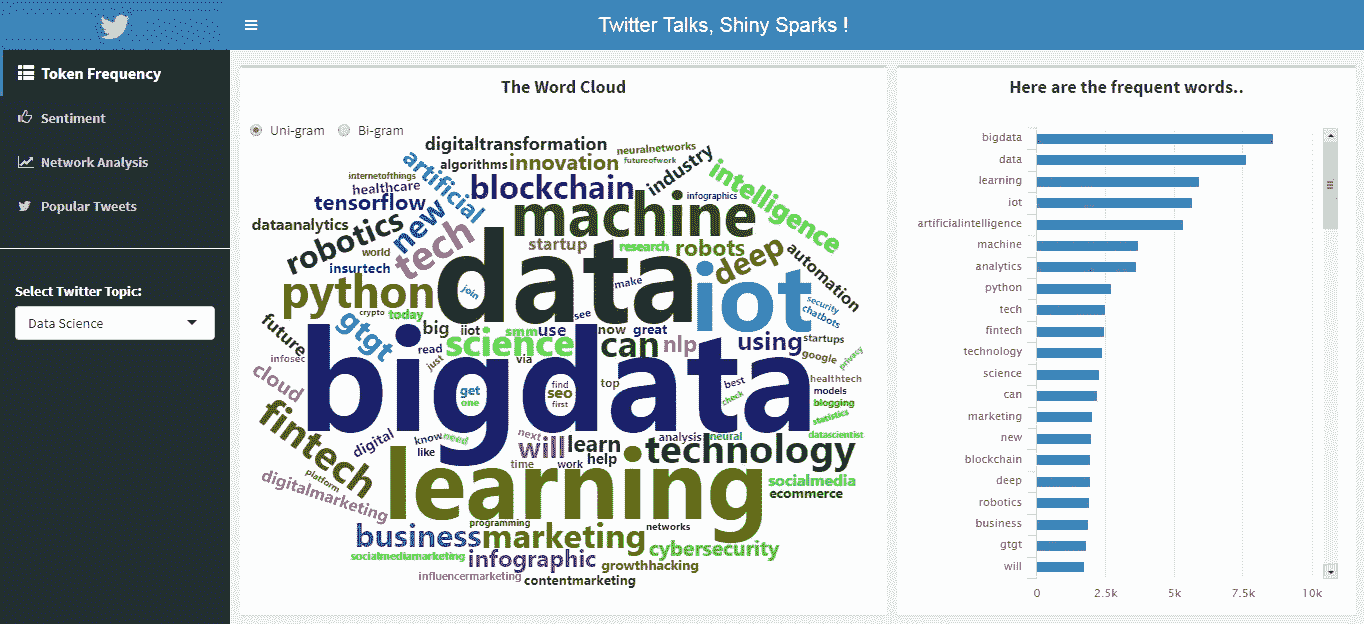 Twitter Talks, Shiny Sparks !
Token Frequency
Sentiment
Network Analysis
Popular Tweets
Select Twitter Topic:
Data Science
The Word Cloud
Uni-gram Bi-gram
digitaltransformation
neuralnetworks
futureofwork
algorithms
innovation
industry
artificial
internetofthings
healthcare
blockchain
infographics
intelligence
tensorflow
new
machine
dataanalytics
robotics
tech
startup
research
robots
deep
automation
world
insurtech
data
make
join
iot
python
crypto
today
see
security
chatbots
future
gtgt
big
iiot
smm
use
now
great
startups
science
can
nlp
using
google
privacy
infosec
read
just
via
cloud
bigdata
get
one
find
seo
first
top
best
check
healthtech
models
blogging
statistics
datascientist
fintech
digital
know
need
like
next
will
learn
analysis
neural
technology
time
work
help
platform
digitalmarketing
learning
socialmedia
ecommerce
programming
networks
business
marketing
cybersecurity
socialmediamarketing
infographic
growthhacking
influencermarketing
contentmarketing
Here are the frequent words..
bigdata
data
learning
iot
artificialintelligence
machine
analytics
python
tech
fintech
technology
science
can
marketing
new
blockchain
deep
robotics
business
gtgt
will
0 2.5k 5k 7.5k 10k